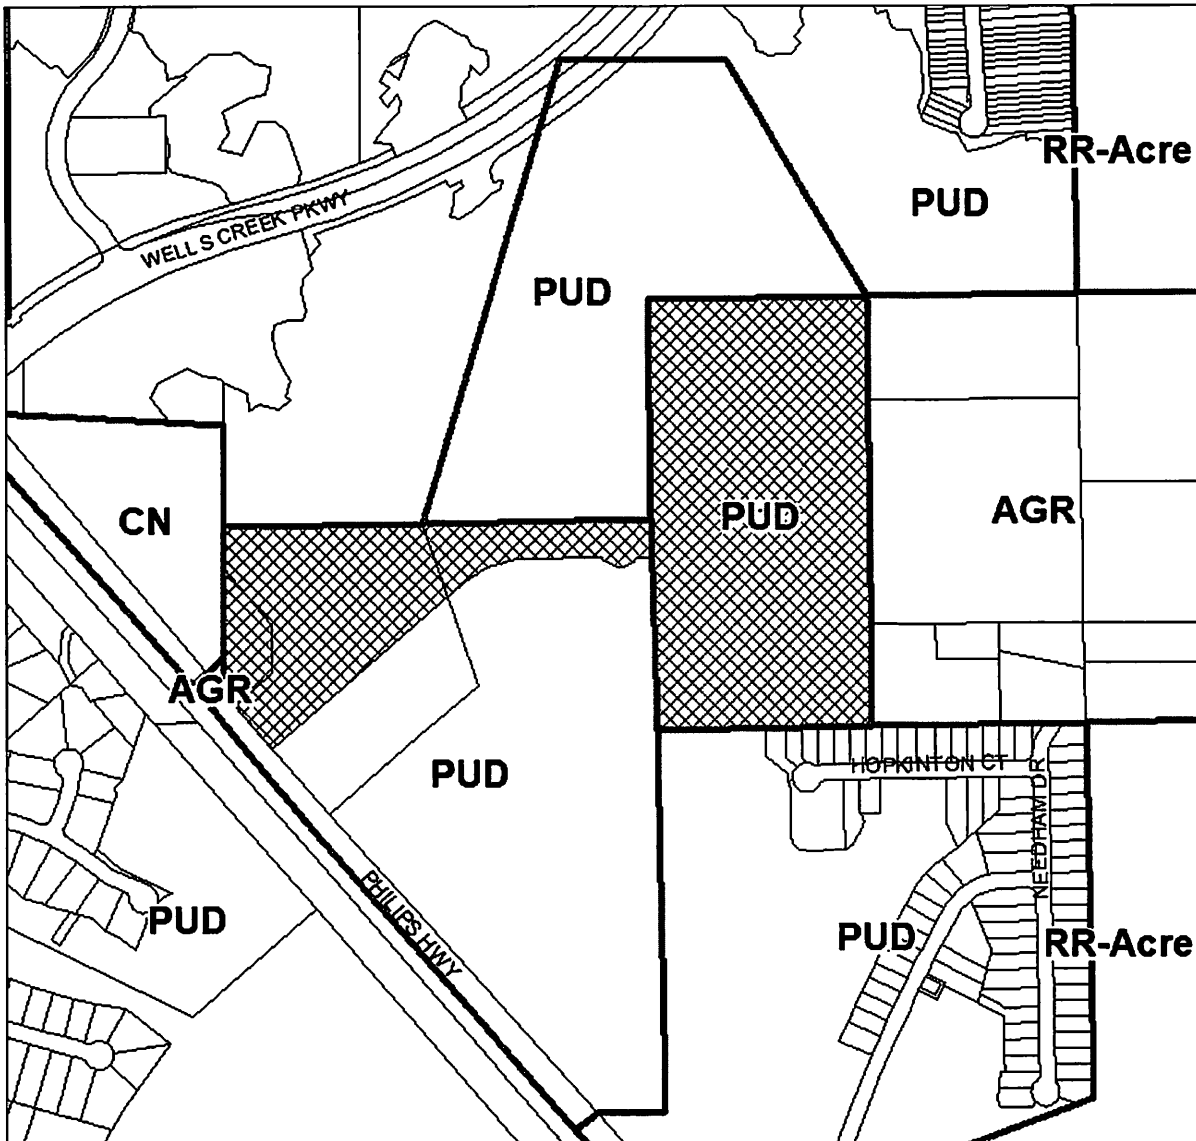 RR-Acre
PUD
WELLS CREEK PKWY
PUD
CN
PUD
AGR
AGR
PUD
HOPKINTON CT
NEEDHAM DR
PHILIPS HWY
PUD
PUD
RR-Acre